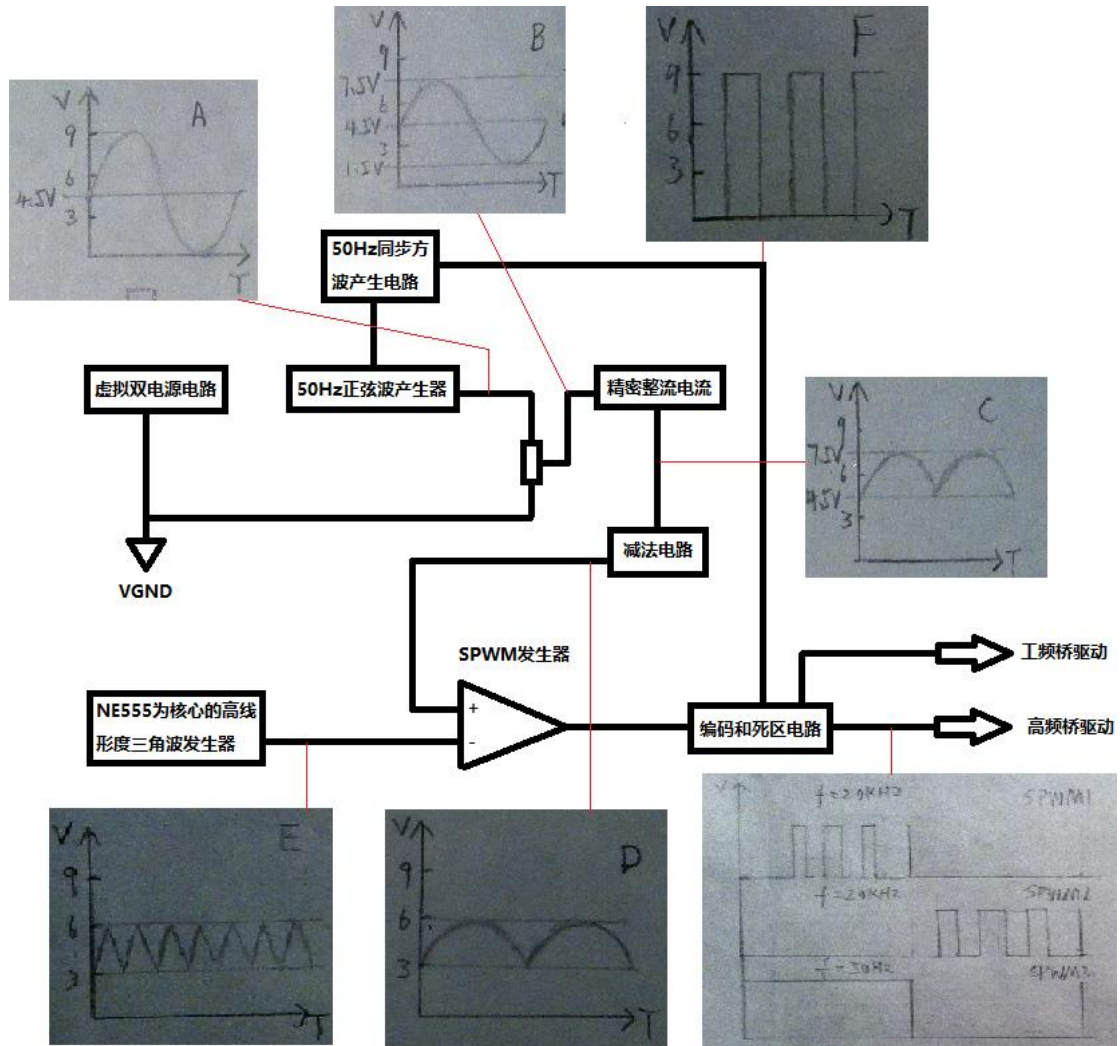 V
A
9
6
4.5V
3
T
V
B
9
7.5V
6
4.5V
3
1.5V
T
V
F
9
6
3
T
50Hz同步方
波产生电路
虚拟双电源电路
50Hz正弦波产生器
精密整流电流
V
C
9
7.5V
6
4.5V
3
T
减法电路
VGND
SPWM发生器
+
-
NE555为核心的高线
形度三角波发生器
编码和死区电路
工频桥驱动
高频桥驱动
V
E
9
6
3
T
V
D
9
6
3
T
V
f=20KHZ
SPWM1
f=20KHZ
f=50HZ
SPWM2
T